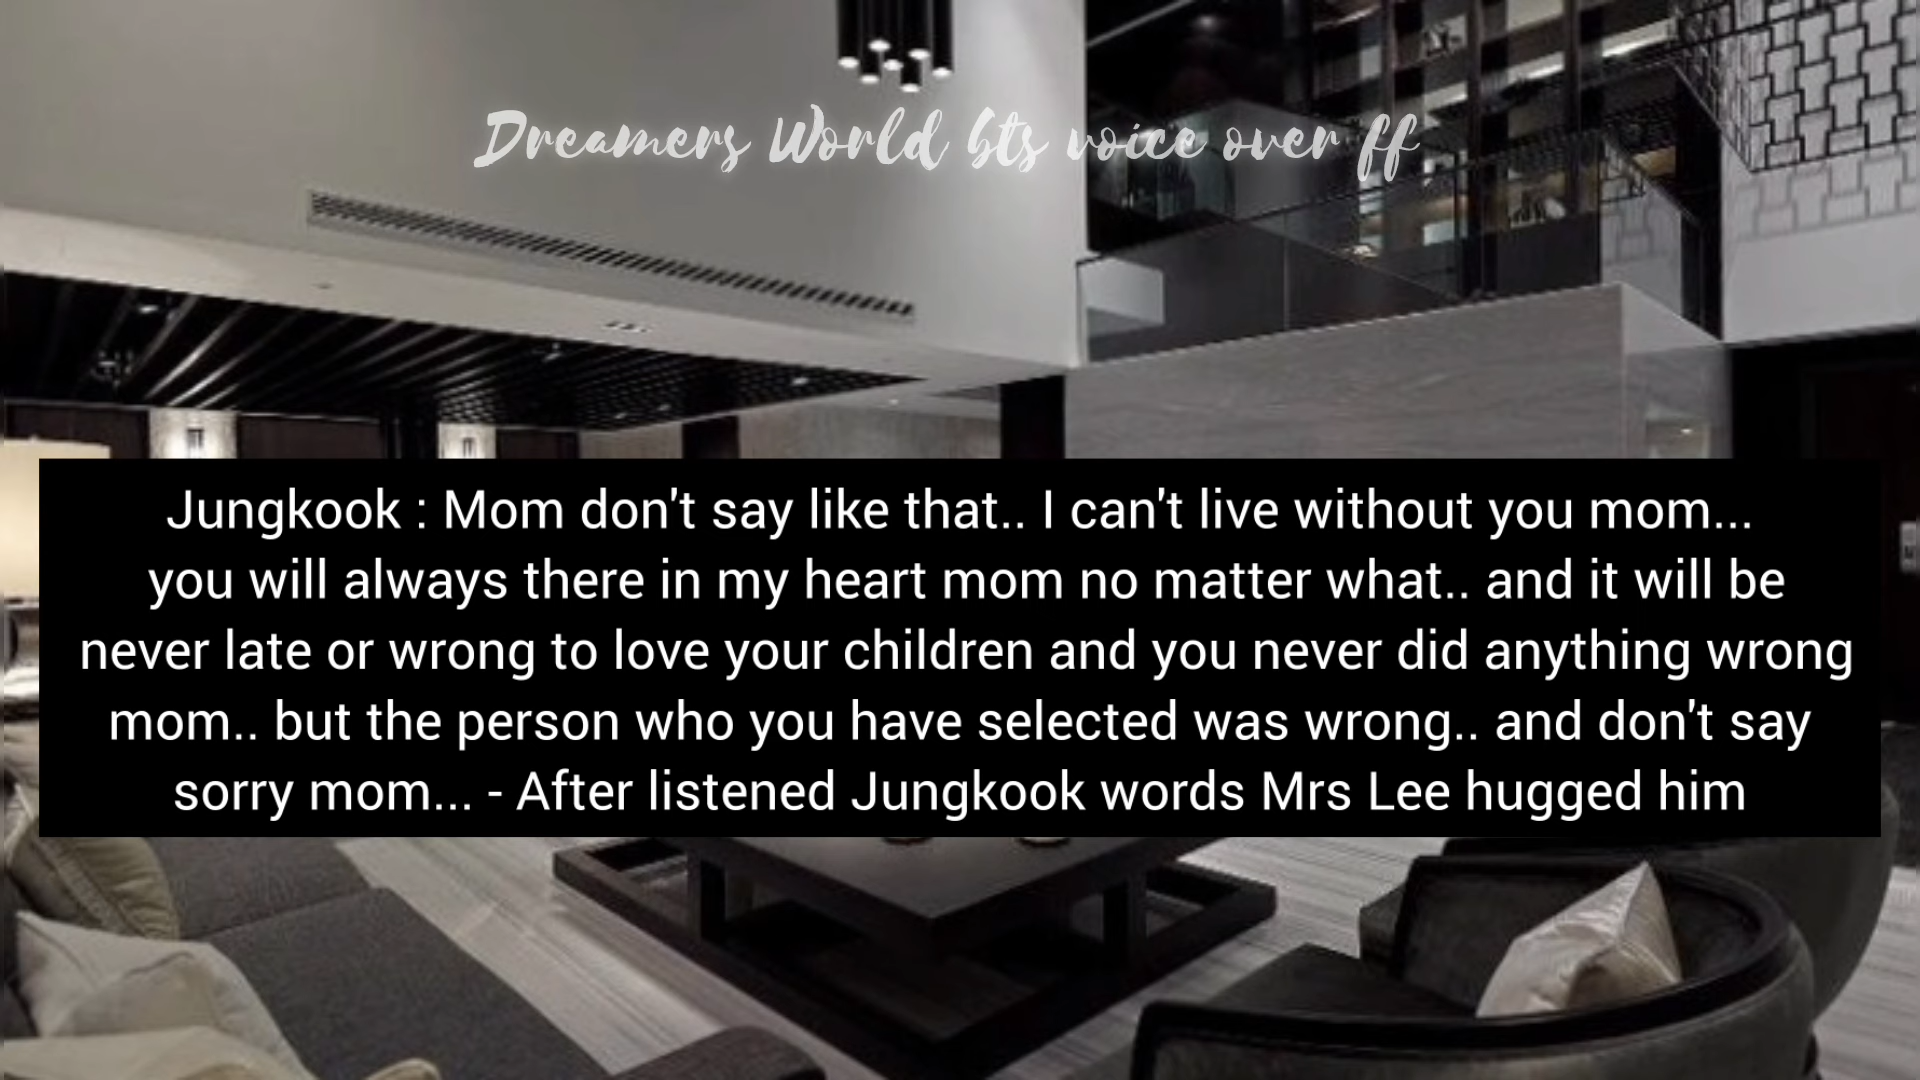 Dreamers World bts voice over ff
Jungkook : Mom don't say like that.. I can't live without you mom...
you will always there in my heart mom no matter what.. and it will be
never late or wrong to love your children and you never did anything wrong
mom.. but the person who you have selected was wrong.. and don't say
sorry mom... - After listened Jungkook words Mrs Lee hugged him